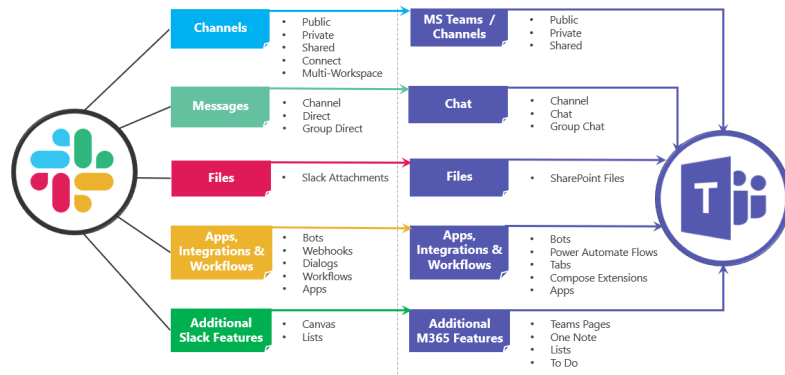 Channels
Public
Private
Shared
Connect
Multi-Workspace
MS Teams /
Channels
Public
Private
Shared
Messages
Channel
Direct
Group Direct
Chat
Channel
Chat
Group Chat
Files
Slack Attachments
Files
SharePoint Files
Apps,
Integrations &
Workflows
Bots
Webhooks
Dialogs
Workflows
Apps
Apps,
Integrations &
Workflows
Bots
Power Automate Flows
Tabs
Compose Extensions
Apps
Additional
Slack Features
Canvas
Lists
Additional
M365 Features
Teams Pages
One Note
Lists
To Do
T